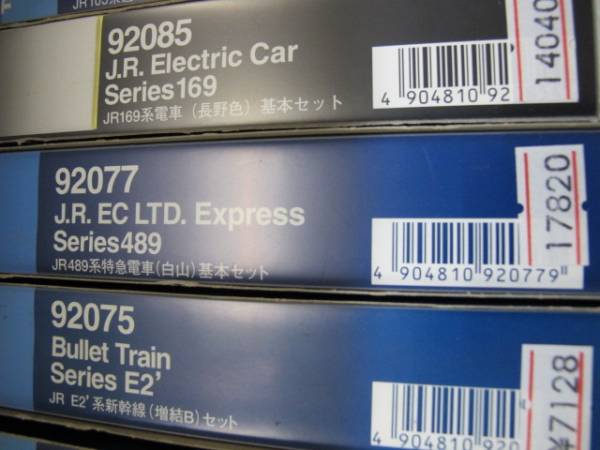 92085
J.R. Electric Car
Series169
JR169系電車（長野色）基本セット
4 904810 92
14040
92077
J.R. EC LTD. Express
Series489
JR489系特急電車(白山)基本セット
4 904810 920779
17820
92075
Bullet Train
Series E2'
JR E2'系新幹線(増結B)セット
4 904810 920
¥7128